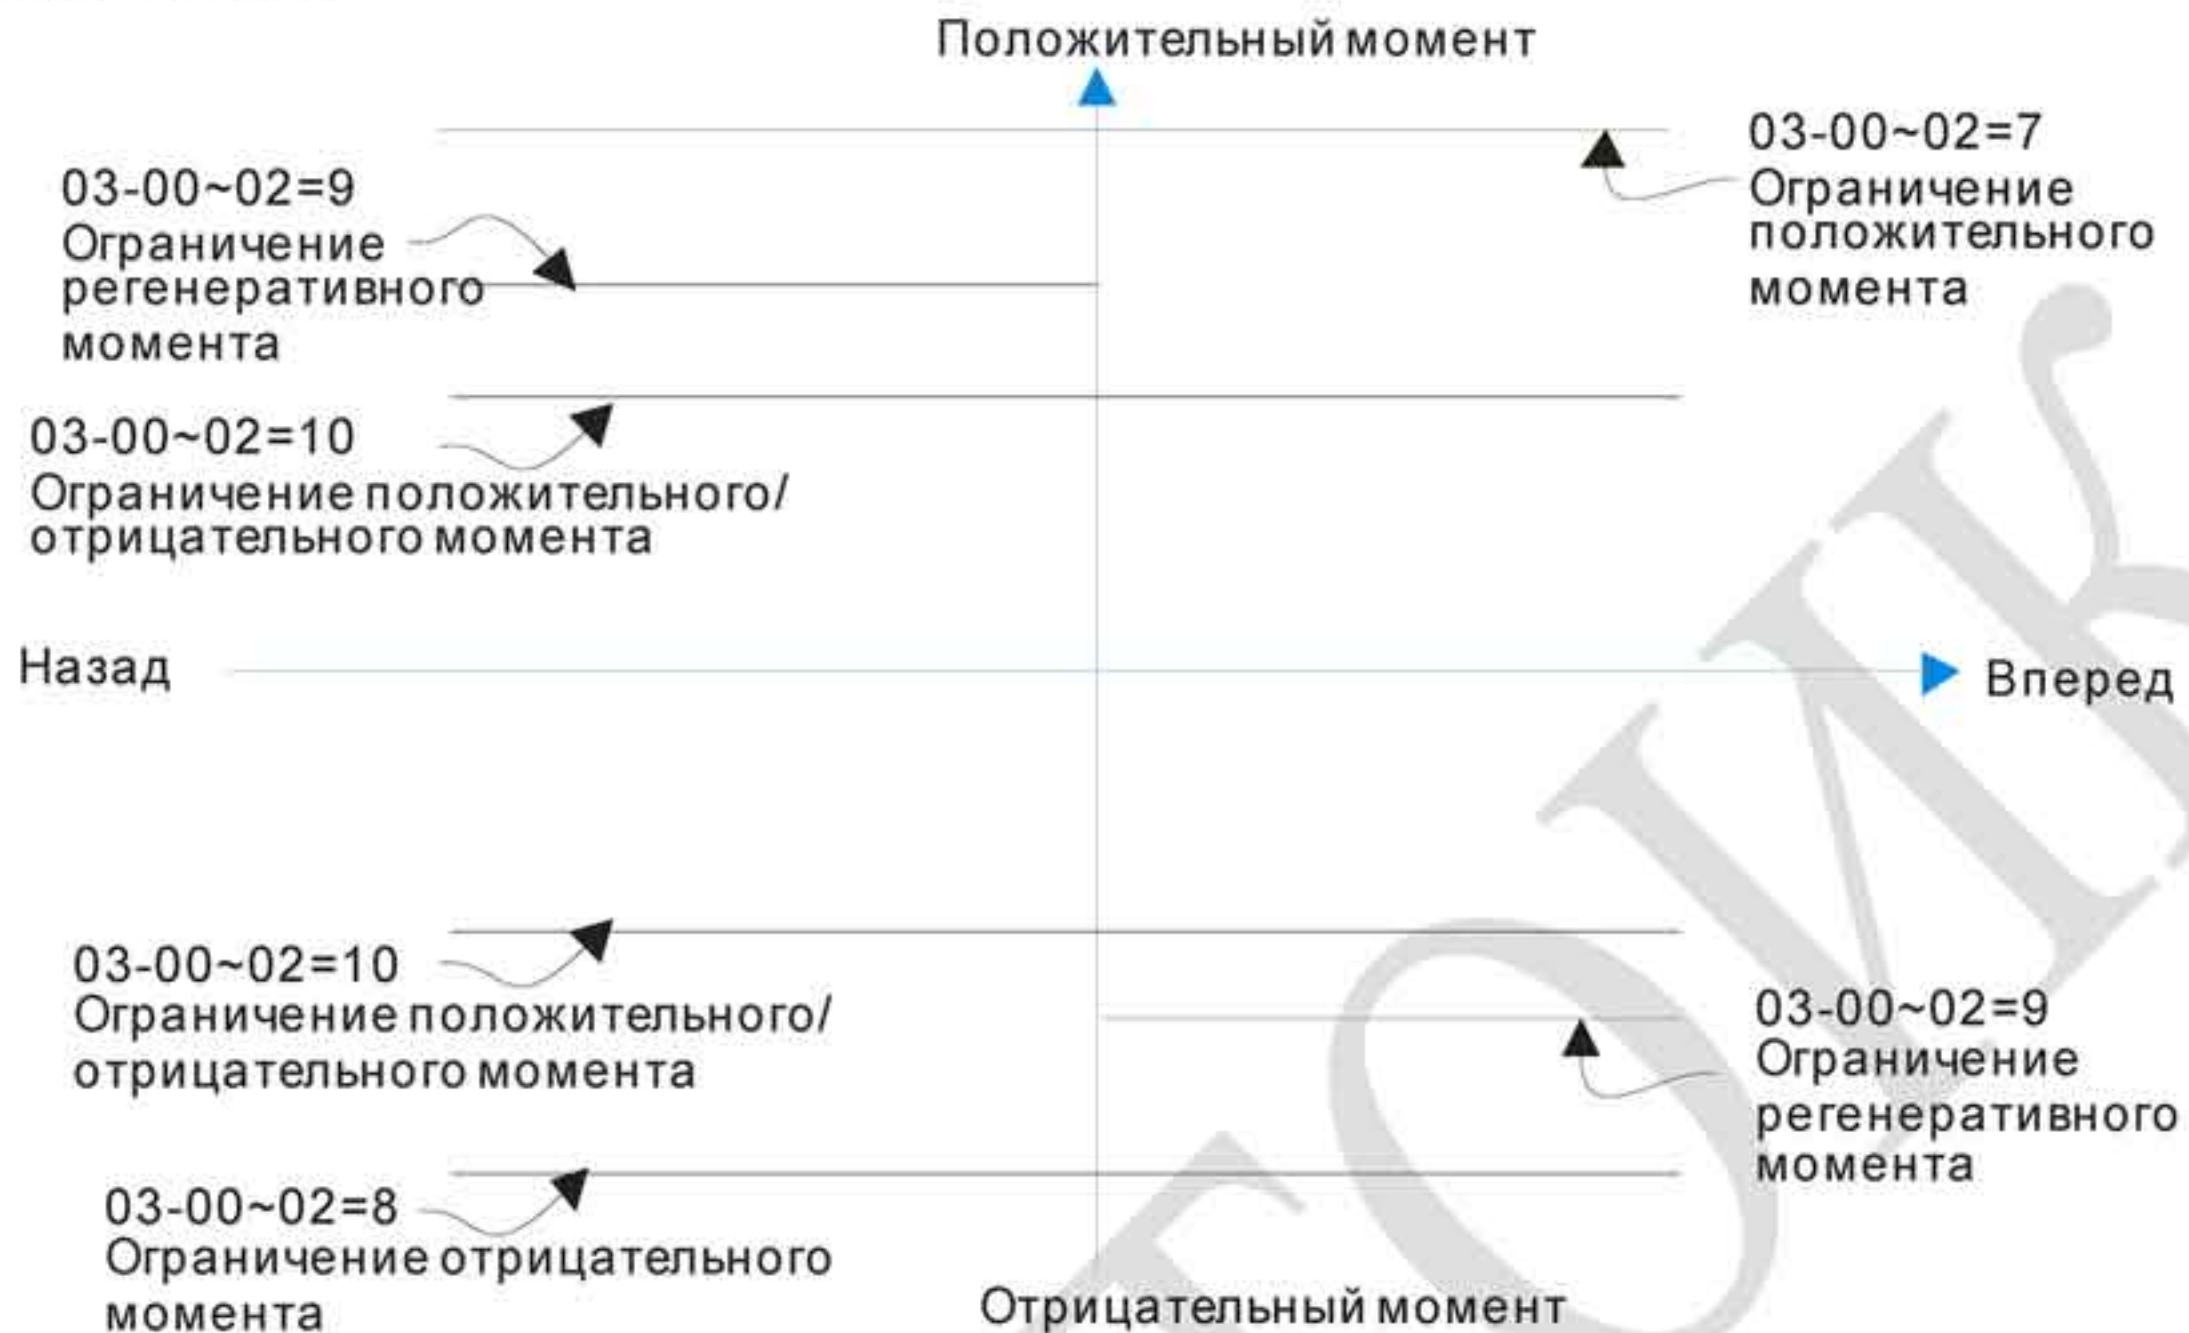 Положительный момент
03-00~02=7
Ограничение
положительного
момента
03-00~02=9
Ограничение
регенеративного
момента
03-00~02=10
Ограничение положительного/
отрицательного момента
Назад
Вперед
03-00~02=10
Ограничение положительного/
отрицательного момента
03-00~02=9
Ограничение
регенеративного
момента
03-00~02=8
Ограничение отрицательного
момента
Отрицательный момент